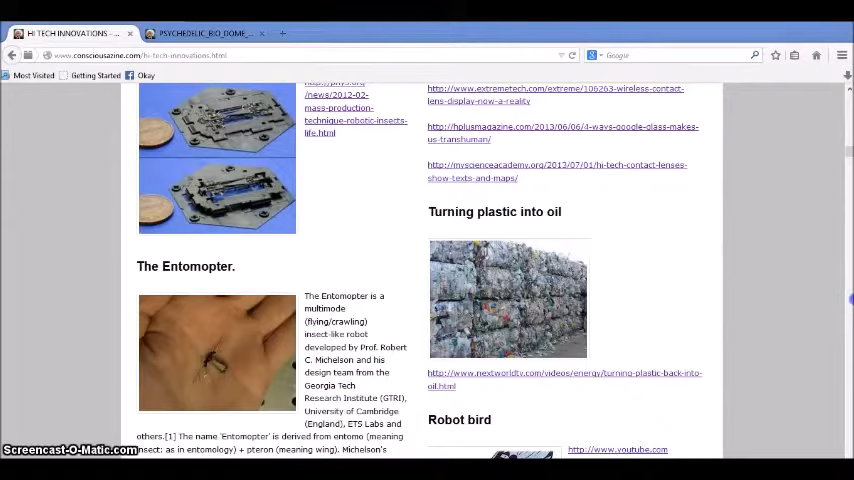 HI TECH INNOVATIONS - ...
PSYCHEDELIC_BIO_DOME_...
www.consciousazine.com/hi-tech-innovations.html
Google
Most Visited
Getting Started
Okay
http://phys.org
/news/2012-02-
mass-production-
technique-robotic-insects-
life.html
The Entomopter.
The Entomopter is a
multimode
(flying/crawling)
insect-like robot
developed by Prof. Robert
C. Michelson and his
design team from the
Georgia Tech
Research Institute (GTRI),
University of Cambridge
(England), ETS Labs and
others.[1] The name 'Entomopter' is derived from entomo (meaning
insect: as in entomology) + pteron (meaning wing). Michelson's
http://www.extremetech.com/extreme/106263-wireless-contact-
lens-display-now-a-reality
http://hplusmagazine.com/2013/06/06/4-ways-google-glass-makes-
us-transhuman/
http://myscienceacademy.org/2013/07/01/hi-tech-contact-lenses-
show-texts-and-maps/
Turning plastic into oil
http://www.nextworldtv.com/videos/energy/turning-plastic-back-into-
oil.html
Robot bird
http://www.youtube.com
Screencast-O-Matic.com